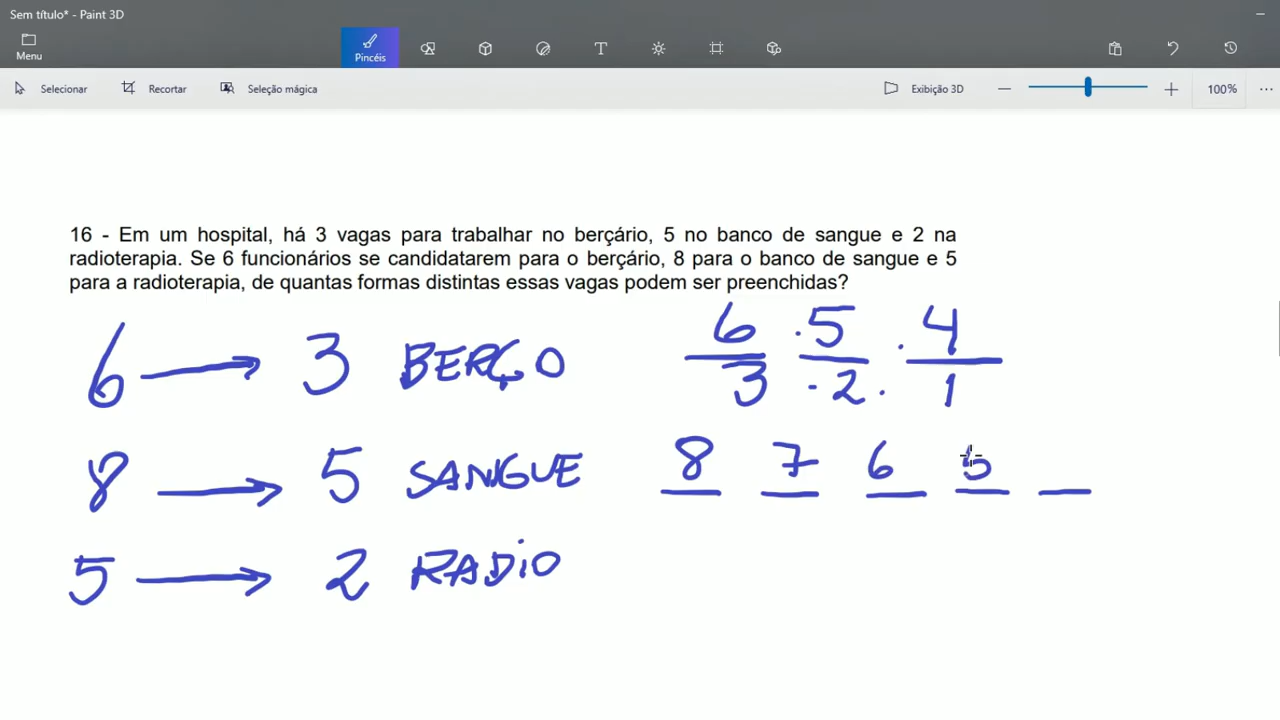 Sem título* - Paint 3D
Menu
Pincéis
Selecionar Recortar Seleção mágica Exibição 3D 100%
16 - Em um hospital, há 3 vagas para trabalhar no berçário, 5 no banco de sangue e 2 na
radioterapia. Se 6 funcionários se candidatarem para o berçário, 8 para o banco de sangue e 5
para a radioterapia, de quantas formas distintas essas vagas podem ser preenchidas?
6 → 3 BERÇO
6 · 5 · 4
3 · 2 · 1
8 → 5 SANGUE 8 7 6 5
5 → 2 RADIO